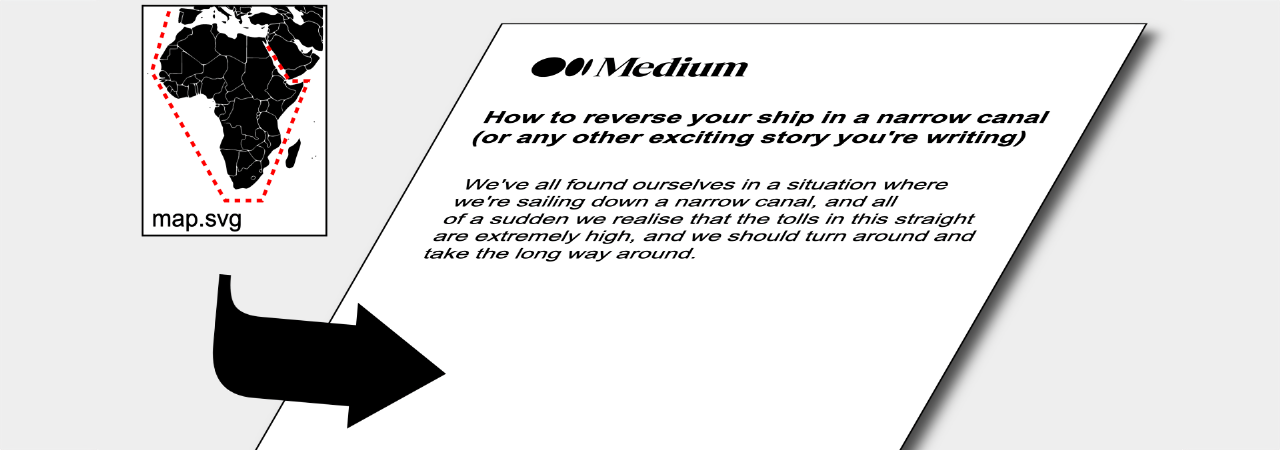 map.svg
Medium
How to reverse your ship in a narrow canal
(or any other exciting story you're writing)
We've all found ourselves in a situation where
we're sailing down a narrow canal, and all
of a sudden we realise that the tolls in this straight
are extremely high, and we should turn around and
take the long way around.